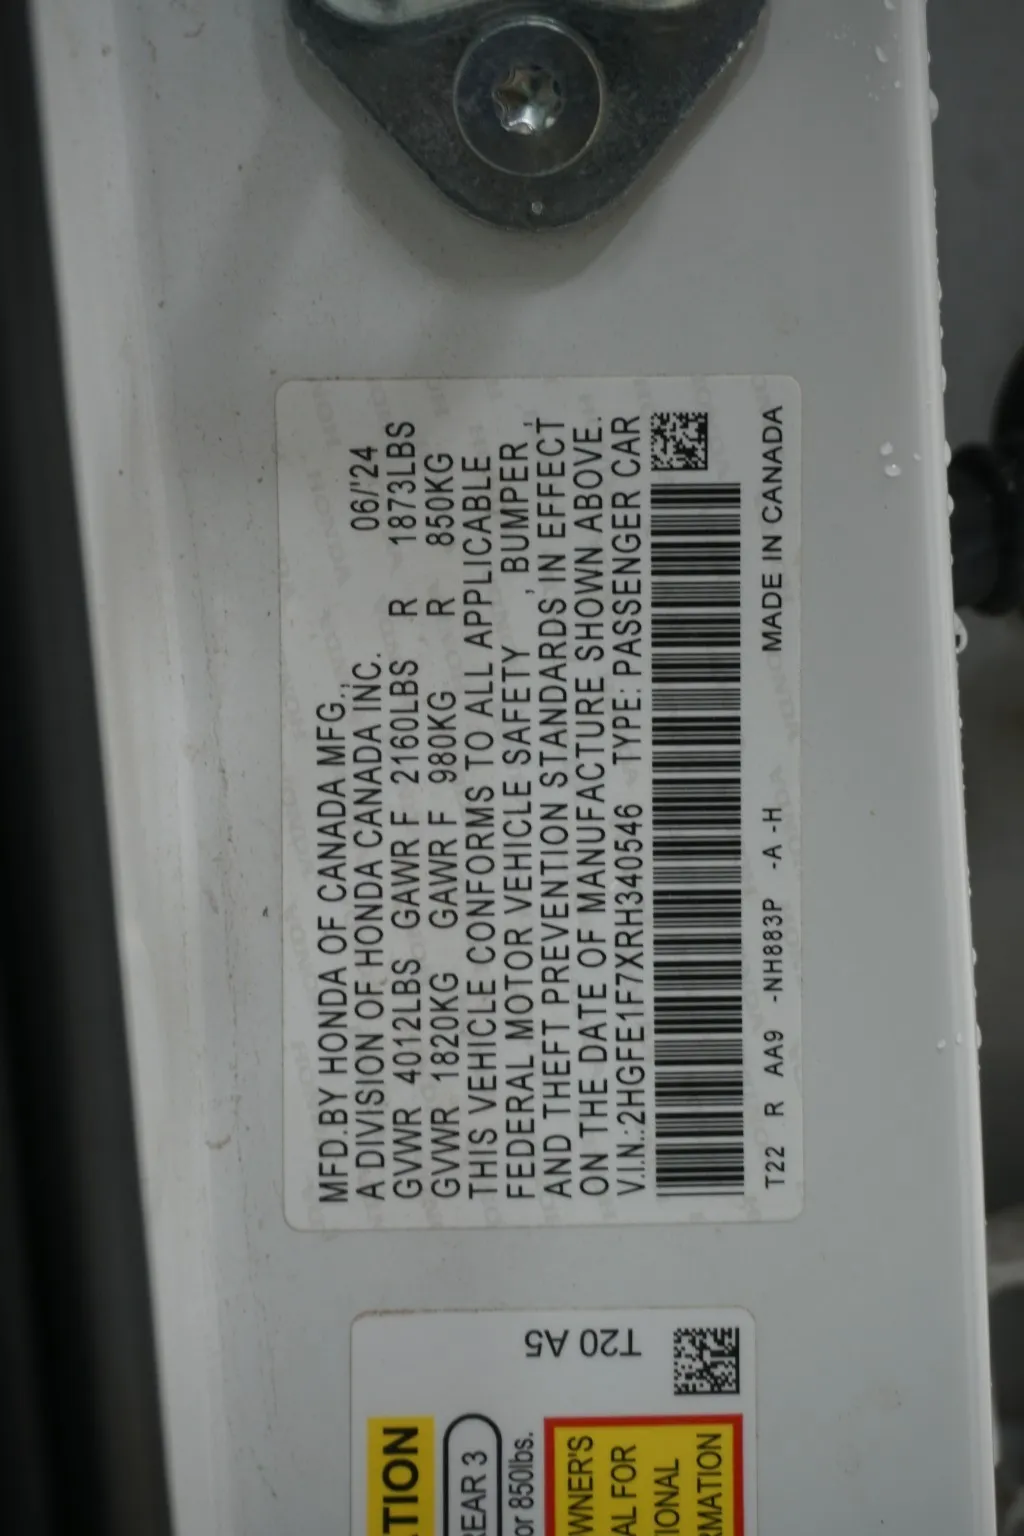 MFD.BY HONDA OF CANADA MFG.,
A DIVISION OF HONDA CANADA INC. 06/'24
GVWR 4012LBS GAWR F 2160LBS R 1873LBS
GVWR 1820KG GAWR F 980KG R 850KG
THIS VEHICLE CONFORMS TO ALL APPLICABLE
FEDERAL MOTOR VEHICLE SAFETY , BUMPER ,
AND THEFT PREVENTION STANDARDS IN EFFECT
ON THE DATE OF MANUFACTURE SHOWN ABOVE.
V.I.N.:2HGFE1F7XRH340546 TYPE: PASSENGER CAR
T22 R AA9 -NH883P -A -H MADE IN CANADA
T20 A5
TION
REAR 3
or 850lbs.
WNER'S
AL FOR
IONAL
RMATION